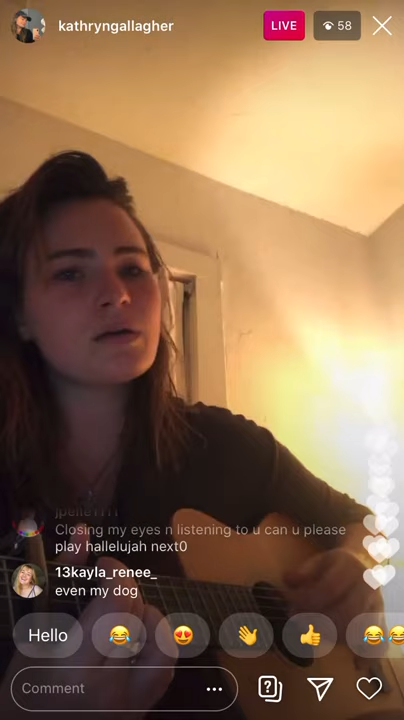 kathryngallagher
LIVE
58
jpelle1111
Closing my eyes n listening to u can u please
play hallelujah next0
13kayla_renee_
even my dog
Hello
Comment